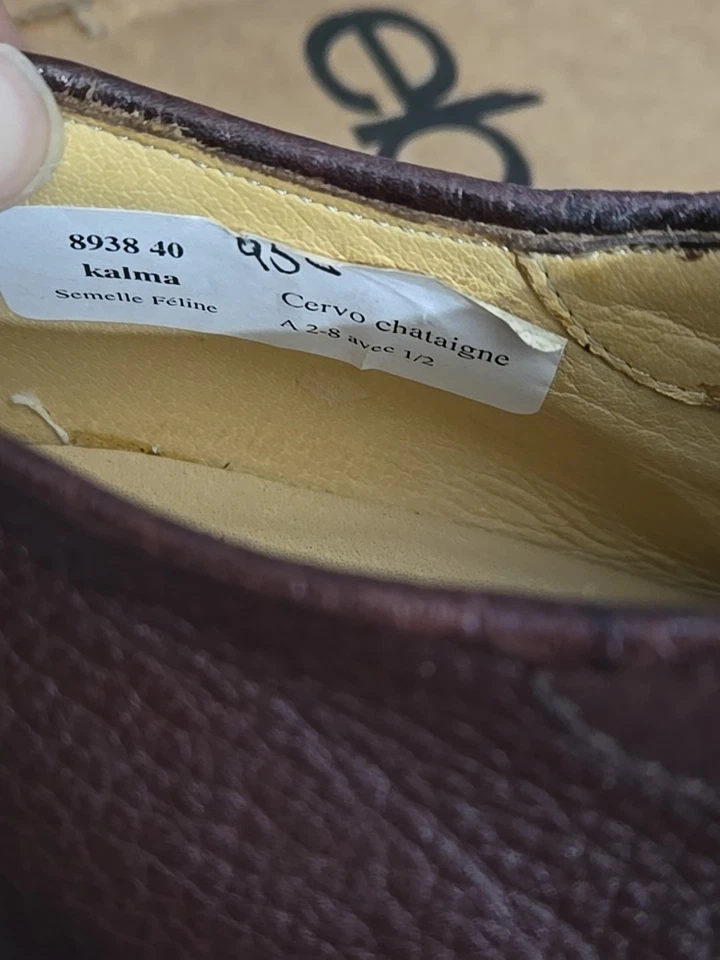 8938 40
kalma
Semelle Féline
Cervo chataigne
A 2-8 avec 1/2